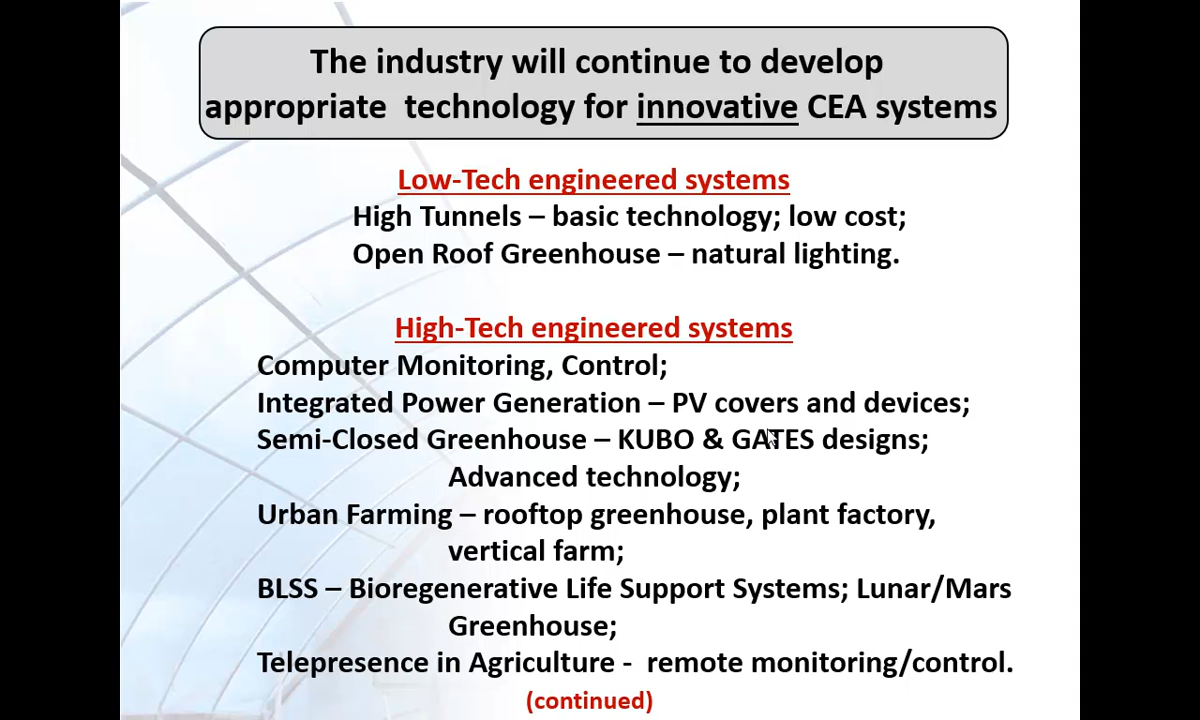 The industry will continue to develop
appropriate technology for innovative CEA systems
Low-Tech engineered systems
High Tunnels – basic technology; low cost;
Open Roof Greenhouse – natural lighting.
High-Tech engineered systems
Computer Monitoring, Control;
Integrated Power Generation – PV covers and devices;
Semi-Closed Greenhouse – KUBO & GATES designs;
Advanced technology;
Urban Farming – rooftop greenhouse, plant factory,
vertical farm;
BLSS – Bioregenerative Life Support Systems; Lunar/Mars
Greenhouse;
Telepresence in Agriculture - remote monitoring/control.
(continued)